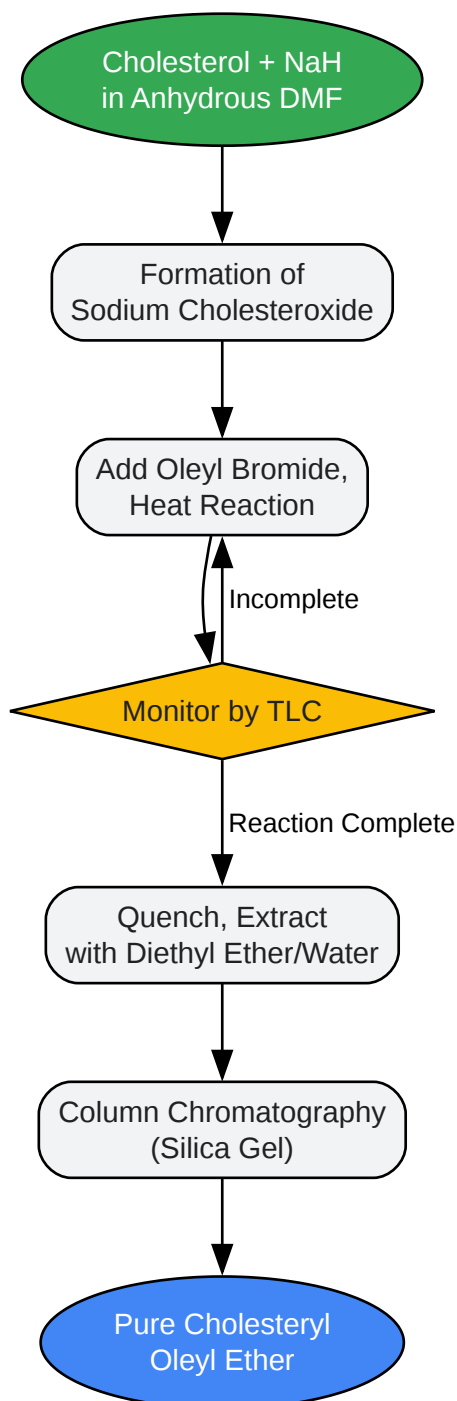 Cholesterol + NaH
in Anhydrous DMF
Formation of
Sodium Cholesteroxide
Add Oleyl Bromide,
Heat Reaction
Incomplete
Monitor by TLC
Reaction Complete
Quench, Extract
with Diethyl Ether/Water
Column Chromatography
(Silica Gel)
Pure Cholesteryl
Oleyl Ether